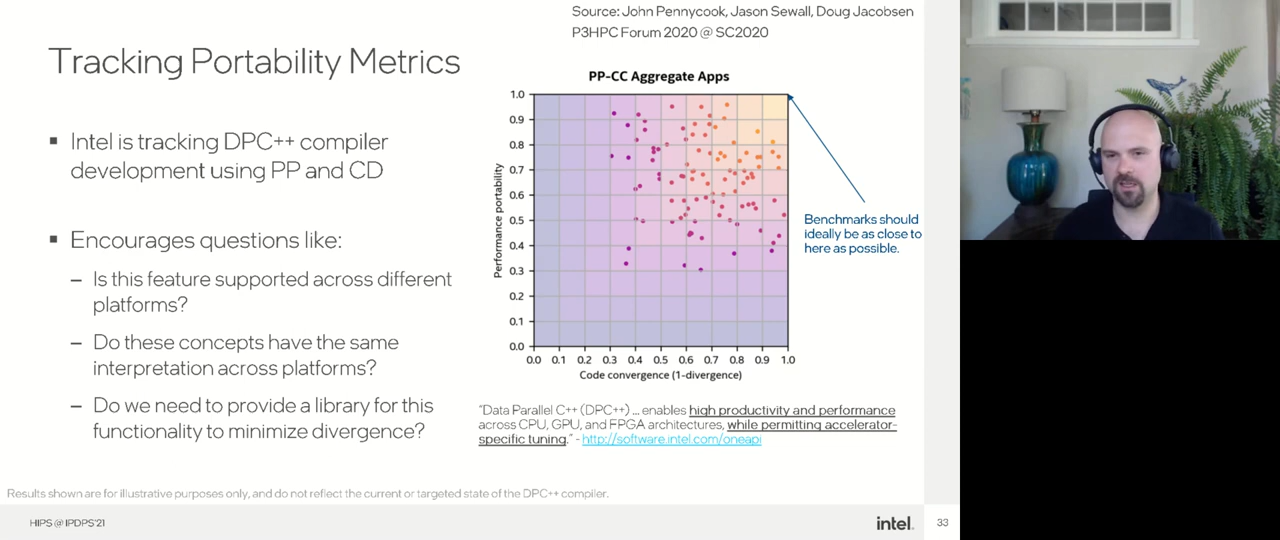 Source: John Pennycook, Jason Sewall, Doug Jacobsen
P3HPC Forum 2020 @ SC2020
Tracking Portability Metrics
▪ Intel is tracking DPC++ compiler
development using PP and CD
▪ Encourages questions like:
– Is this feature supported across different
platforms?
– Do these concepts have the same
interpretation across platforms?
– Do we need to provide a library for this
functionality to minimize divergence?
PP-CC Aggregate Apps
Performance portability
1.0
0.9
0.8
0.7
0.6
0.5
0.4
0.3
0.2
0.1
0.0
0.0 0.1 0.2 0.3 0.4 0.5 0.6 0.7 0.8 0.9 1.0
Code convergence (1-divergence)
Benchmarks should
ideally be as close to
here as possible.
“Data Parallel C++ (DPC++) ... enables high productivity and performance
across CPU, GPU, and FPGA architectures, while permitting accelerator-
specific tuning.” - http://software.intel.com/oneapi
Results shown are for illustrative purposes only, and do not reflect the current or targeted state of the DPC++ compiler.
HIPS @ IPDPS'21
intel.
33